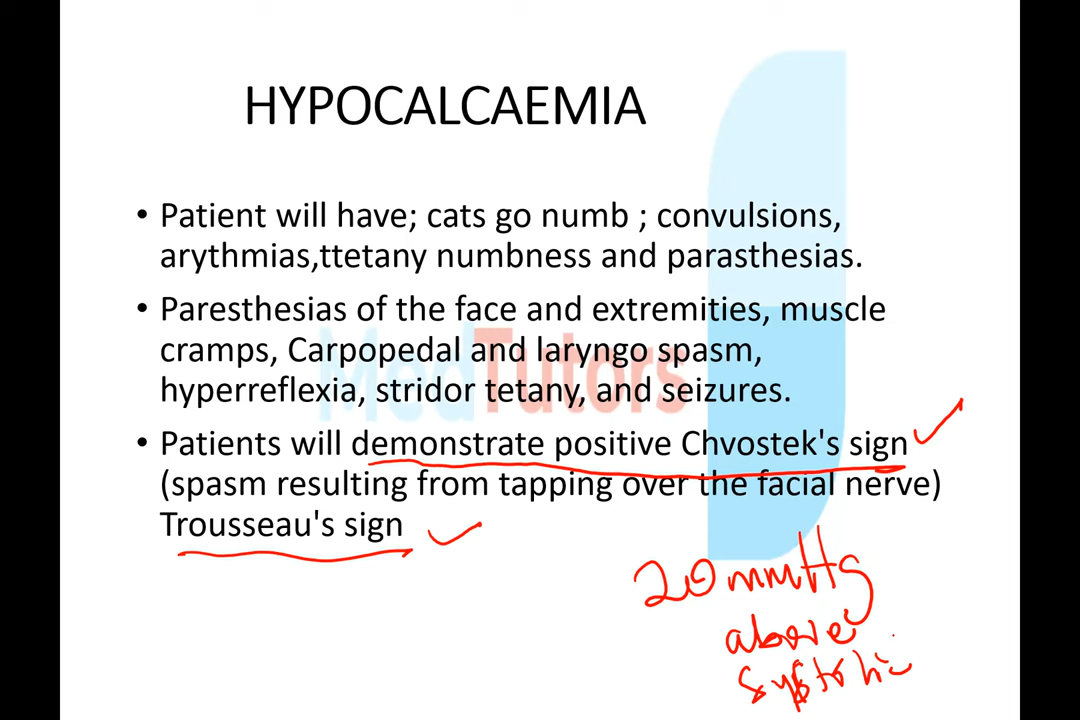 HYPOCALCAEMIA
• Patient will have; cats go numb ; convulsions,
arythmias,ttetany numbness and parasthesias.
• Paresthesias of the face and extremities, muscle
cramps, Carpopedal and laryngo spasm,
hyperreflexia, stridor tetany, and seizures.
• Patients will demonstrate positive Chvostek's sign
(spasm resulting from tapping over the facial nerve)
Trousseau's sign
20 mmHg
above
systolic
MedTutors